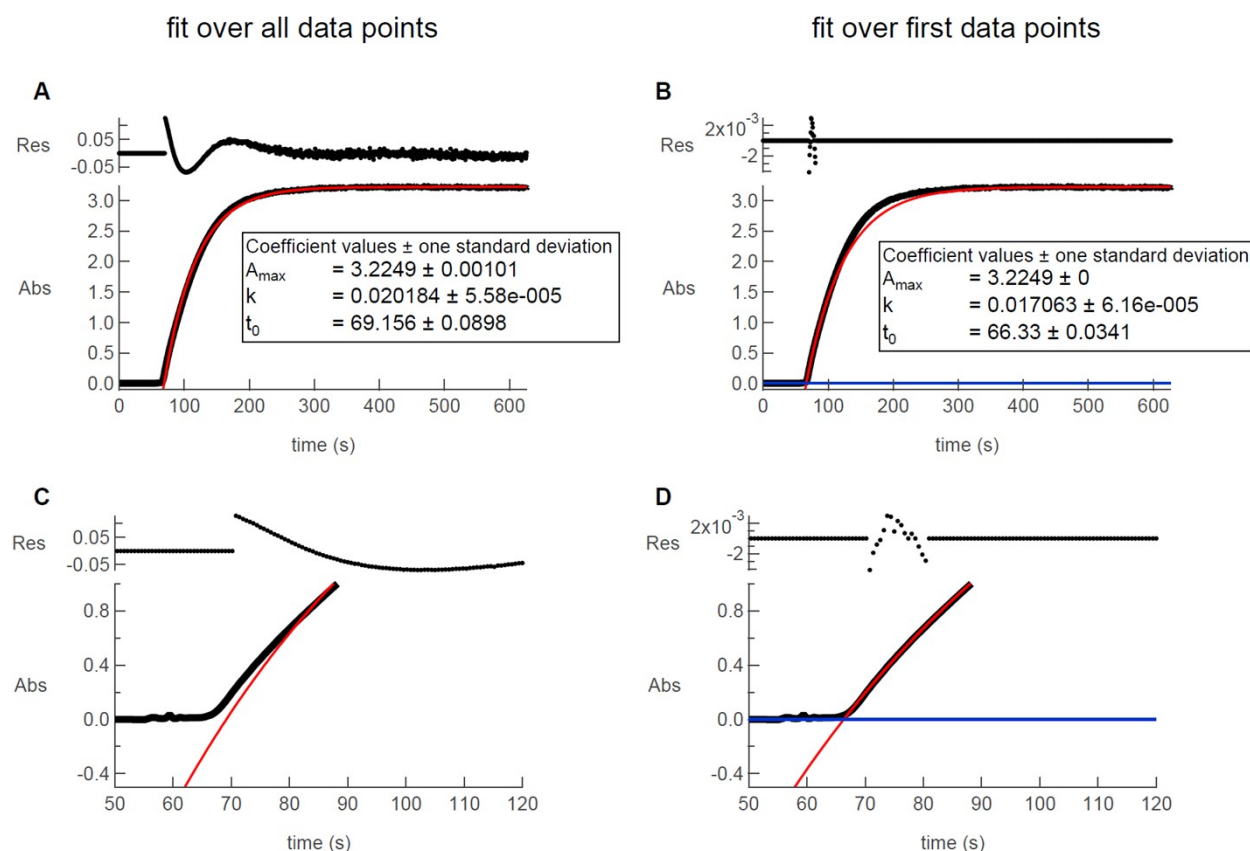 fit over all data points
fit over first data points
A
Res
0.05
-0.05
Abs
3.0
2.5
2.0
1.5
1.0
0.5
0.0
Coefficient values ± one standard deviation
Amax = 3.2249 ± 0.00101
k = 0.020184 ± 5.58e-005
t0 = 69.156 ± 0.0898
0 100 200 300 400 500 600
time (s)
B
Res
2x10-3
-2
Abs
3.0
2.5
2.0
1.5
1.0
0.5
0.0
Coefficient values ± one standard deviation
Amax = 3.2249 ± 0
k = 0.017063 ± 6.16e-005
t0 = 66.33 ± 0.0341
0 100 200 300 400 500 600
time (s)
C
Res
0.05
-0.05
Abs
0.8
0.4
0.0
-0.4
50 60 70 80 90 100 110 120
time (s)
D
Res
2x10-3
-2
Abs
0.8
0.4
0.0
-0.4
50 60 70 80 90 100 110 120
time (s)